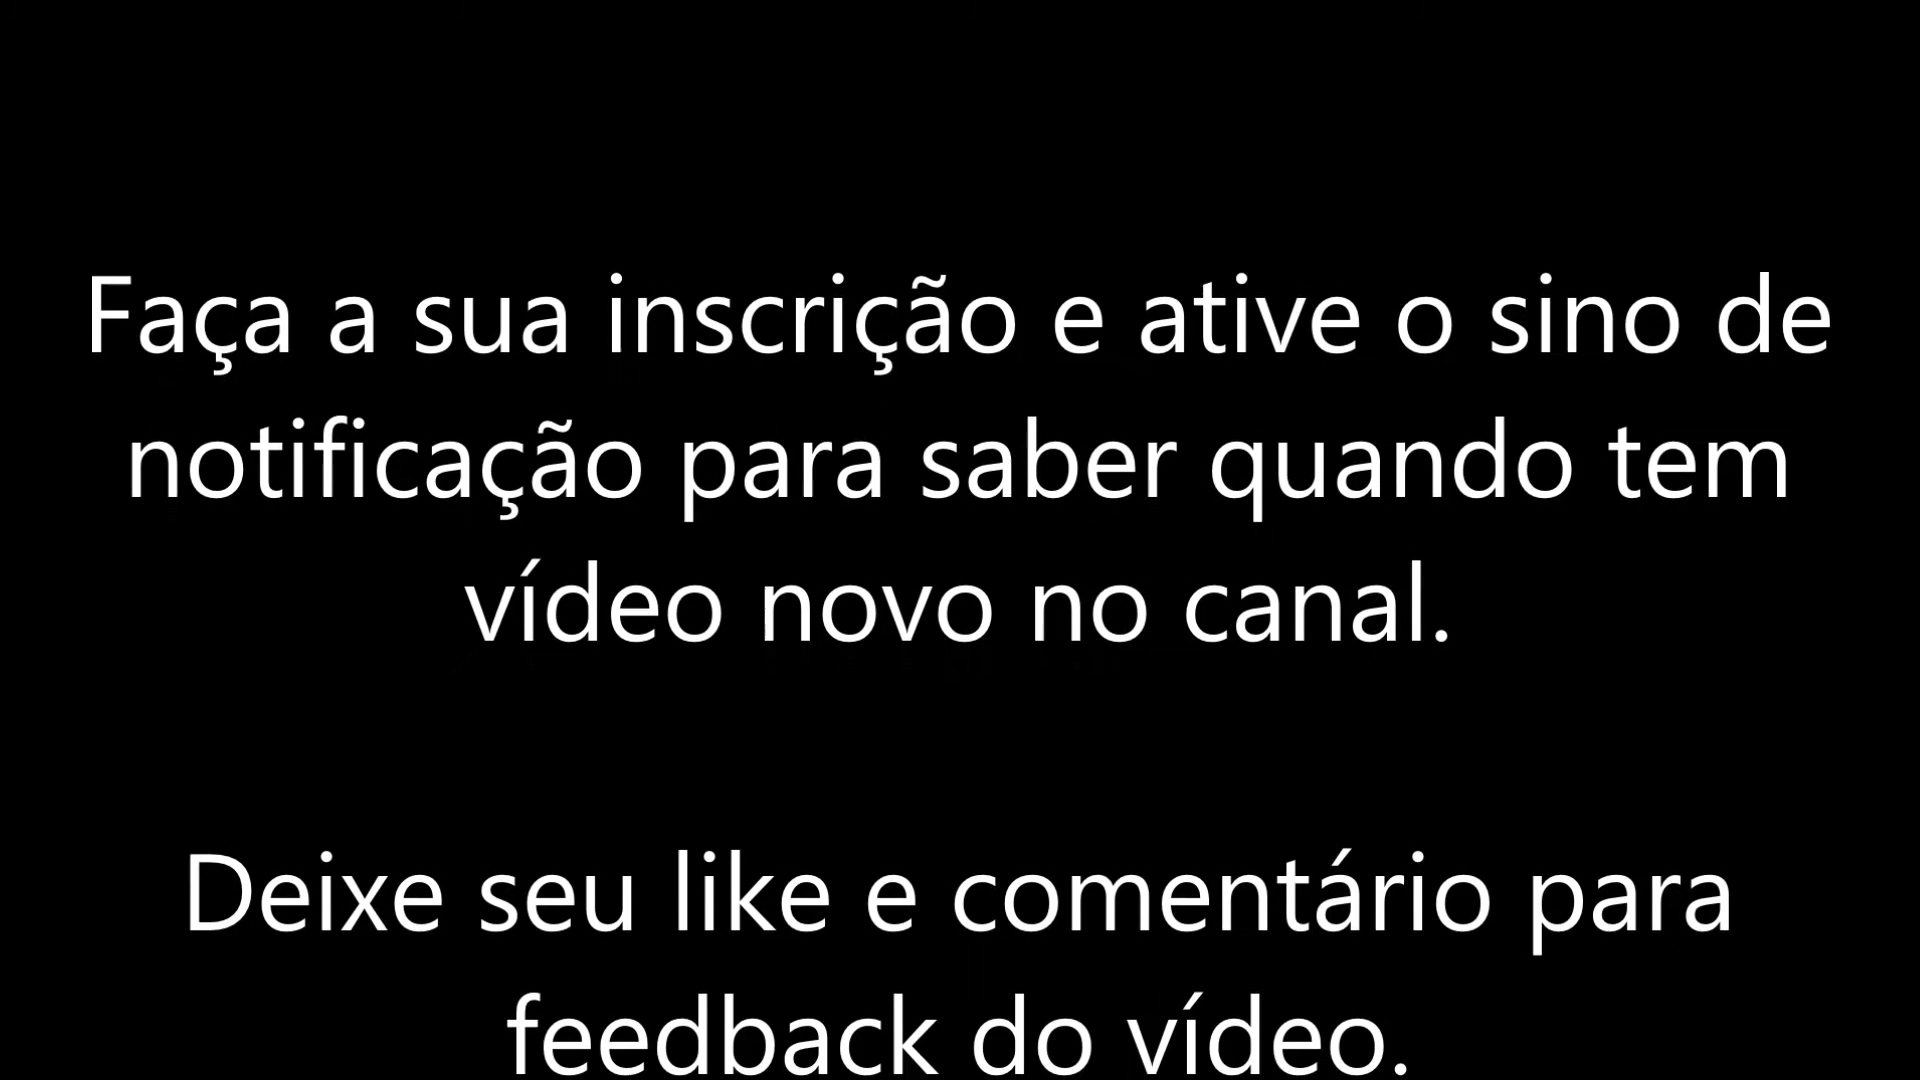 Faça a sua inscrição e ative o sino de
notificação para saber quando tem
vídeo novo no canal.
Deixe seu like e comentário para
feedback do vídeo.